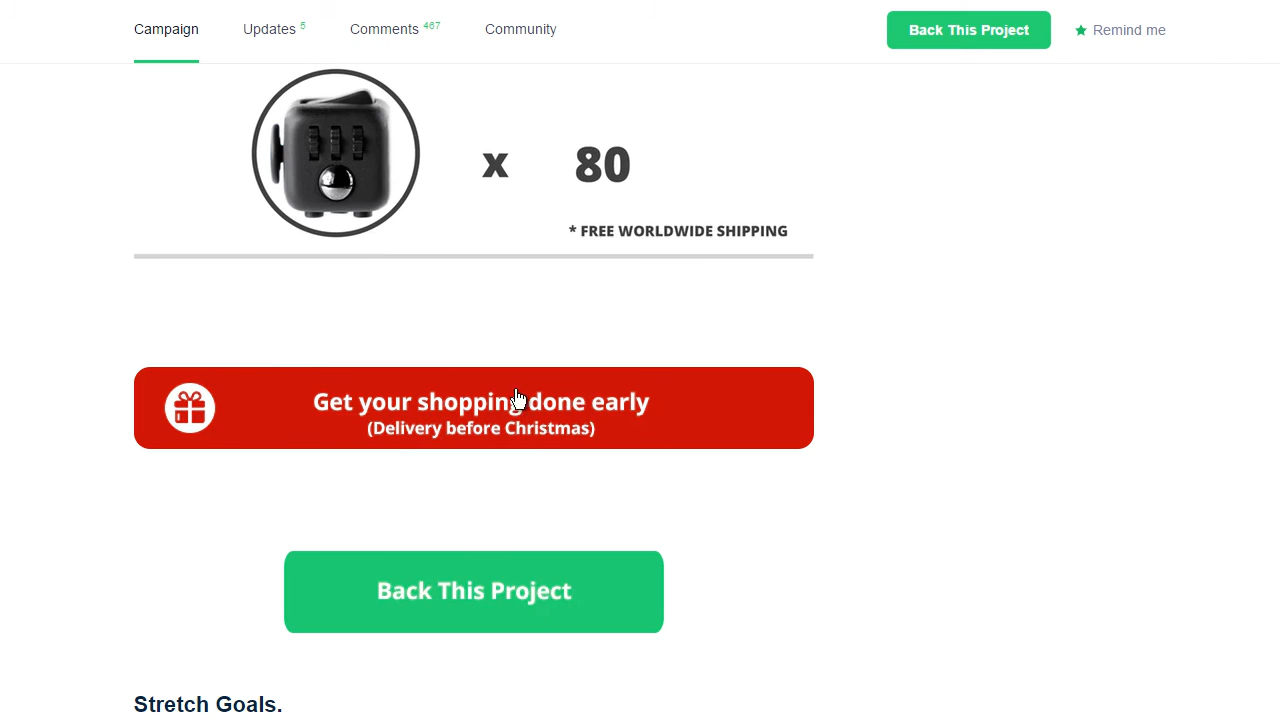 Campaign
Updates 5
Comments 467
Community
Back This Project
Remind me
x 80
* FREE WORLDWIDE SHIPPING
Get your shopping done early
(Delivery before Christmas)
Back This Project
Stretch Goals.